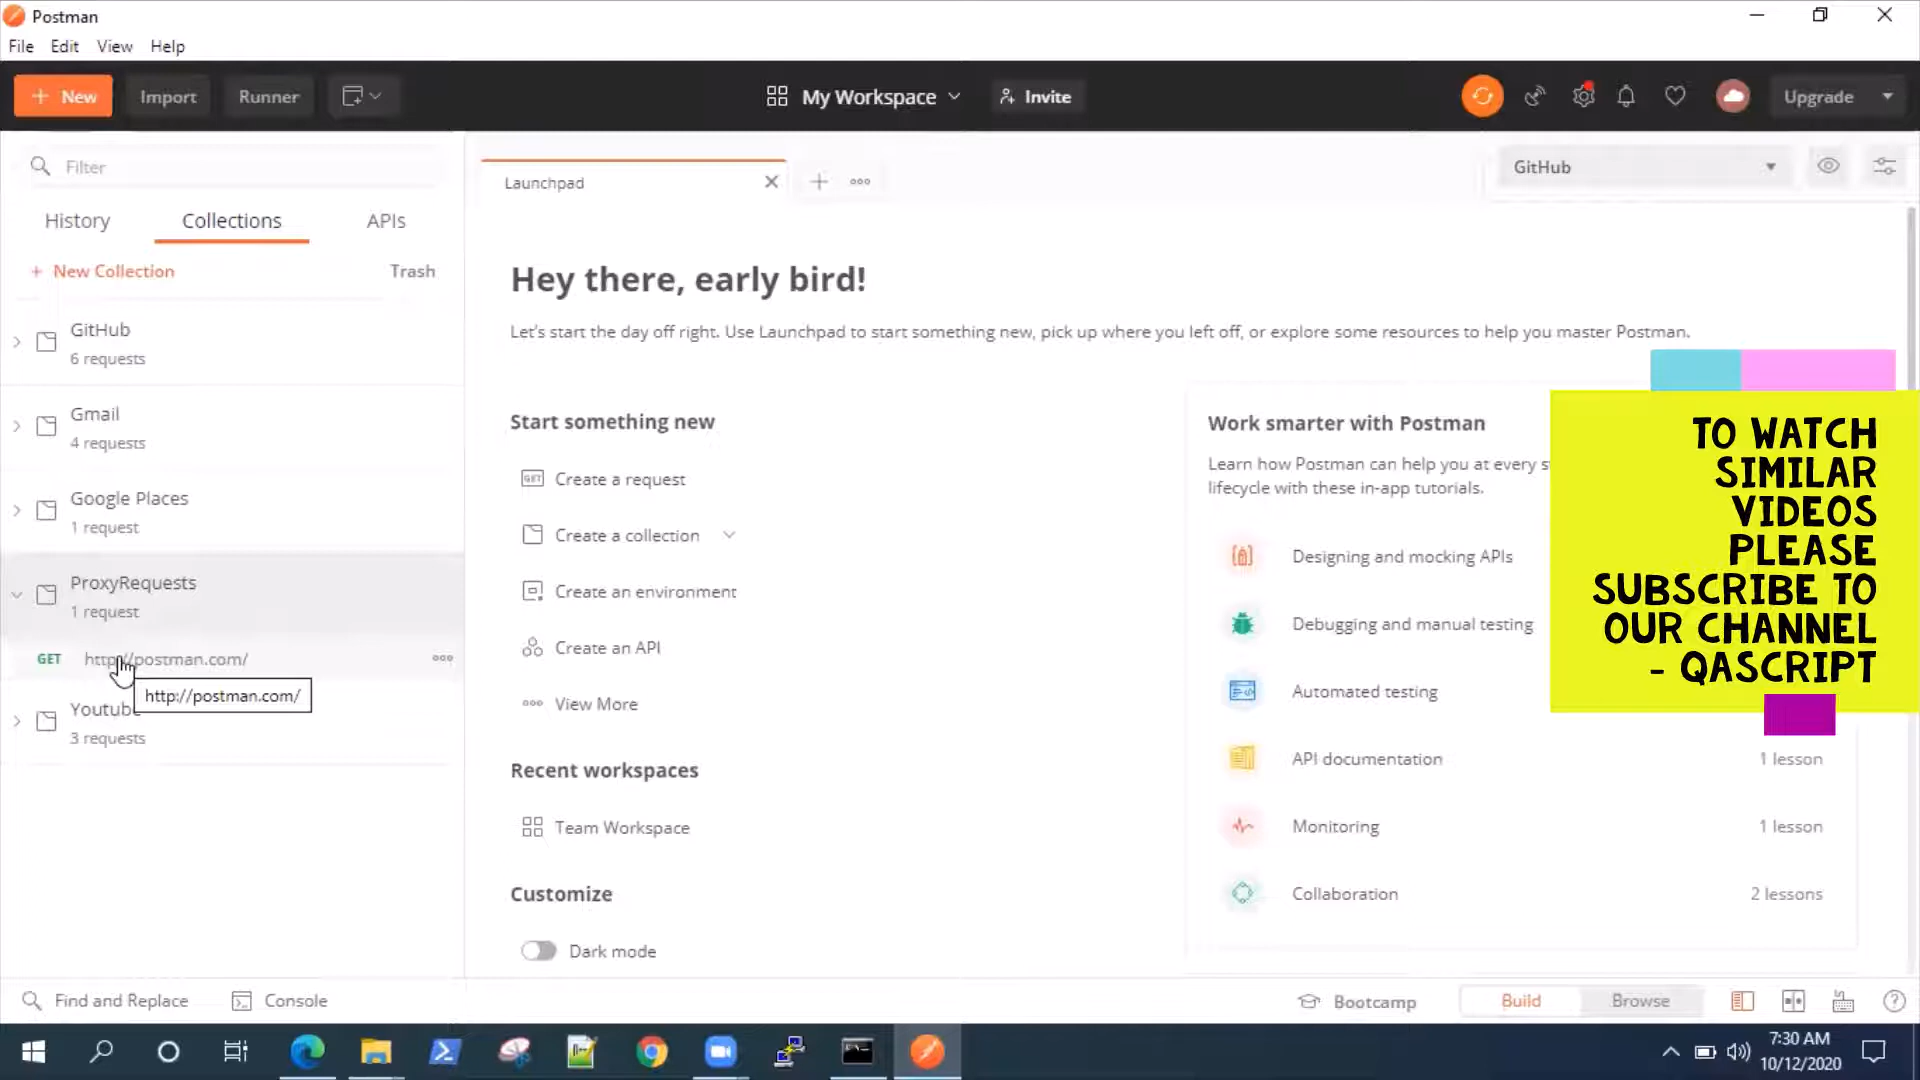 Postman
File Edit View Help
+ New Import Runner My Workspace Invite Upgrade
Filter
History Collections APIs
+ New Collection Trash
GitHub
6 requests
Gmail
4 requests
Google Places
1 request
ProxyRequests
1 request
GET http://postman.com/
http://postman.com/
Youtube
3 requests
Launchpad
GitHub
Hey there, early bird!
Let's start the day off right. Use Launchpad to start something new, pick up where you left off, or explore some resources to help you master Postman.
Start something new
GET Create a request
Create a collection
Create an environment
Create an API
View More
Recent workspaces
Team Workspace
Customize
Dark mode
Work smarter with Postman
Learn how Postman can help you at every
lifecycle with these in-app tutorials.
Designing and mocking APIs
Debugging and manual testing
Automated testing
API documentation 1 lesson
Monitoring 1 lesson
Collaboration 2 lessons
TO WATCH
SIMILAR
VIDEOS
PLEASE
SUBSCRIBE TO
OUR CHANNEL
- QASCRIPT
Find and Replace Console Bootcamp Build Browse
7:30 AM
10/12/2020